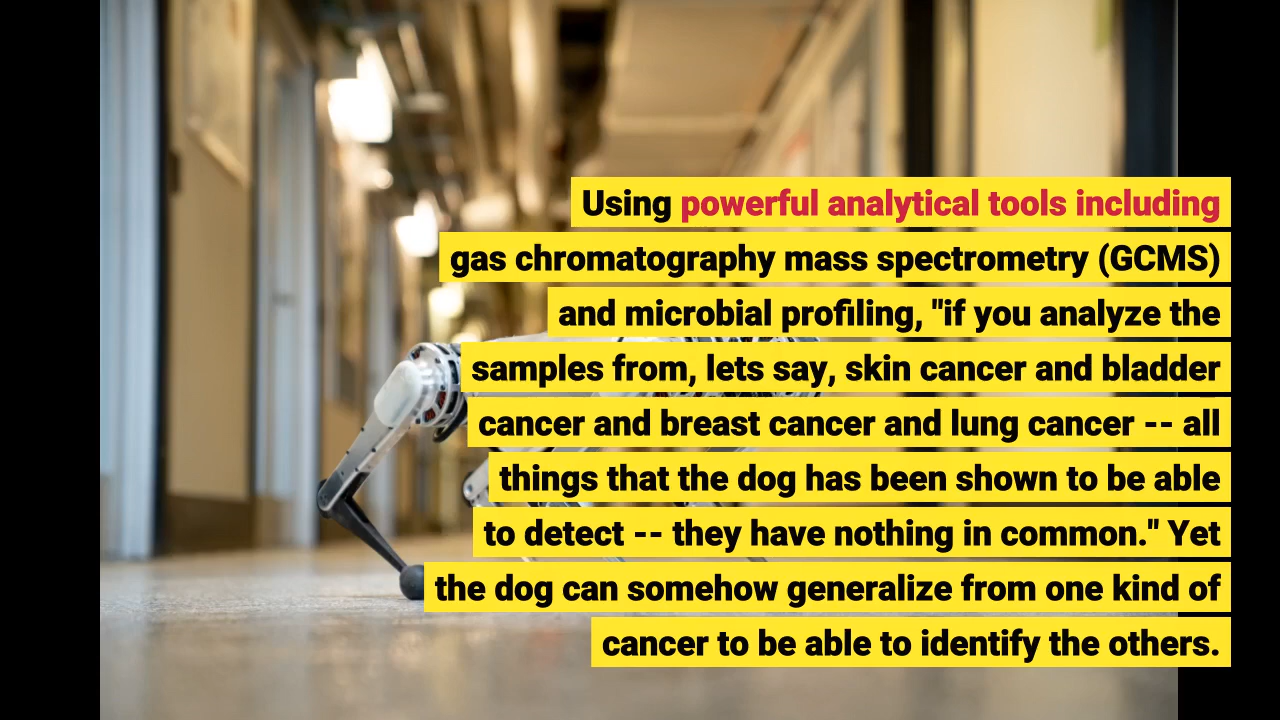 Using powerful analytical tools including
gas chromatography mass spectrometry (GCMS)
and microbial profiling, "if you analyze the
samples from, lets say, skin cancer and bladder
cancer and breast cancer and lung cancer -- all
things that the dog has been shown to be able
to detect -- they have nothing in common." Yet
the dog can somehow generalize from one kind of
cancer to be able to identify the others.